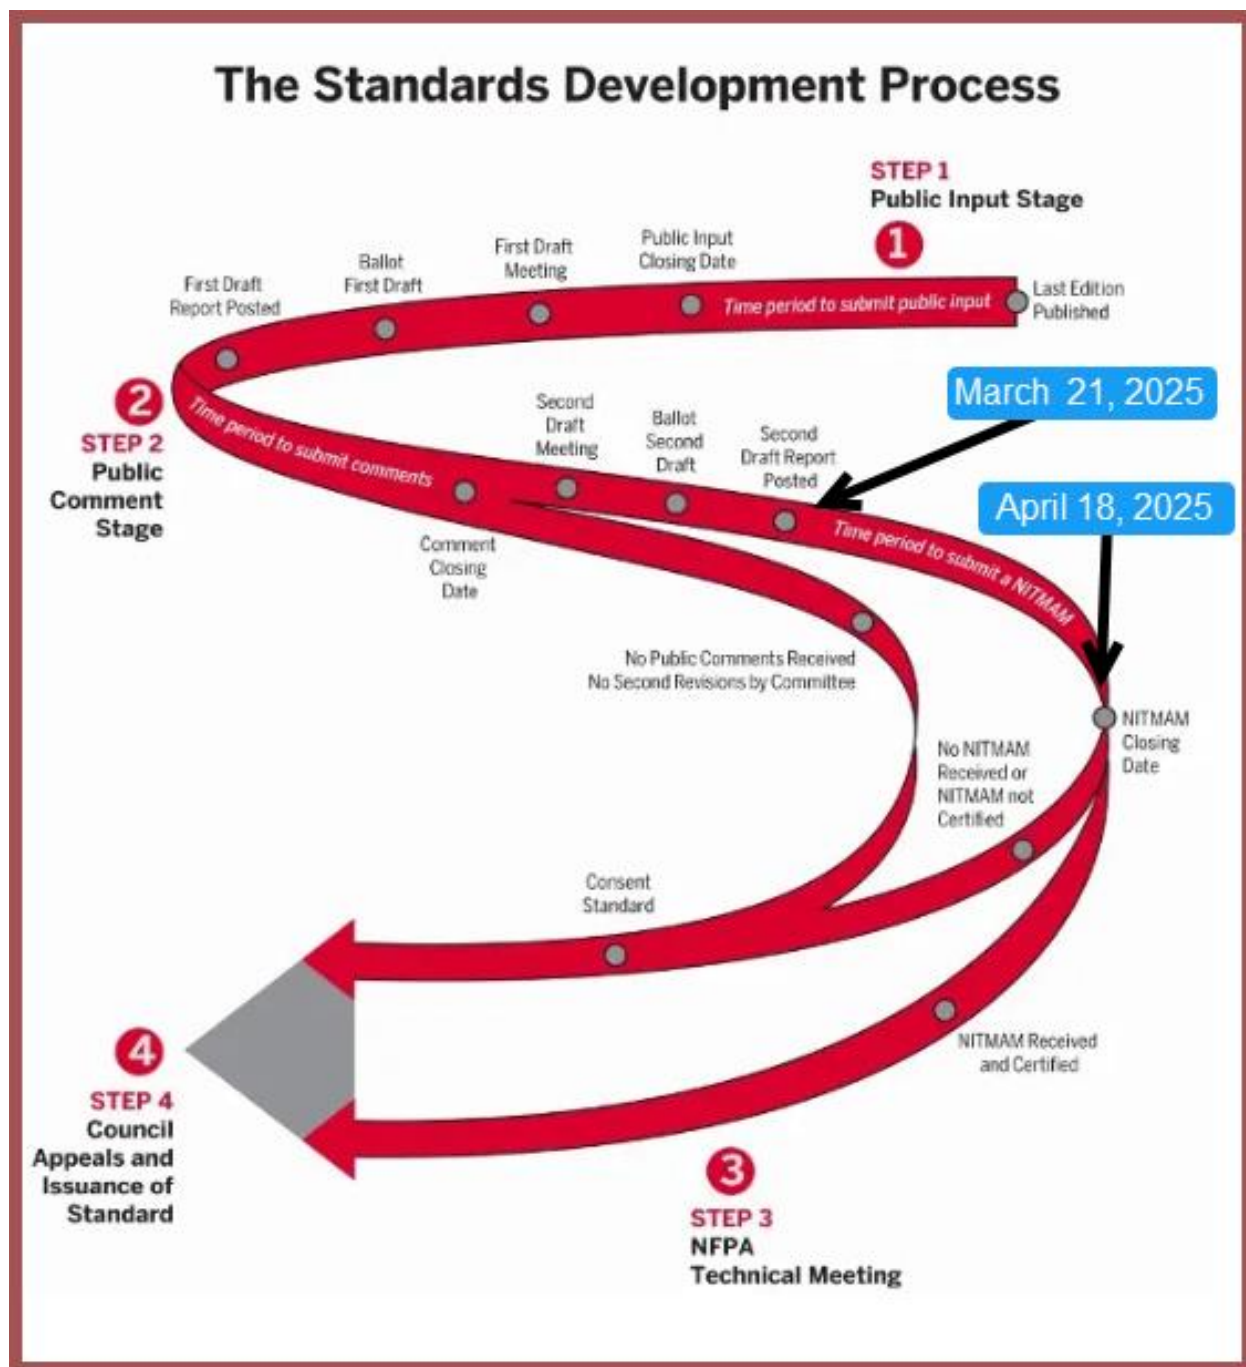 The Standards Development Process
STEP 1
Public Input Stage
1
Public Input
Closing Date
First Draft
Meeting
Ballot
First Draft
First Draft
Report Posted
Time period to submit public input
Last Edition
Published
March 21, 2025
2
STEP 2
Public
Comment
Stage
Time period to submit comments
Second
Draft
Meeting
Ballot
Second
Draft
Second
Draft Report
Posted
April 18, 2025
Time period to submit a NITMAM
Comment
Closing
Date
No Public Comments Received
No Second Revisions by Committee
NITMAM
Closing
Date
No NITMAM
Received or
NITMAM not
Certified
Consent
Standard
4
STEP 4
Council
Appeals and
Issuance of
Standard
NITMAM Received
and Certified
3
STEP 3
NFPA
Technical Meeting